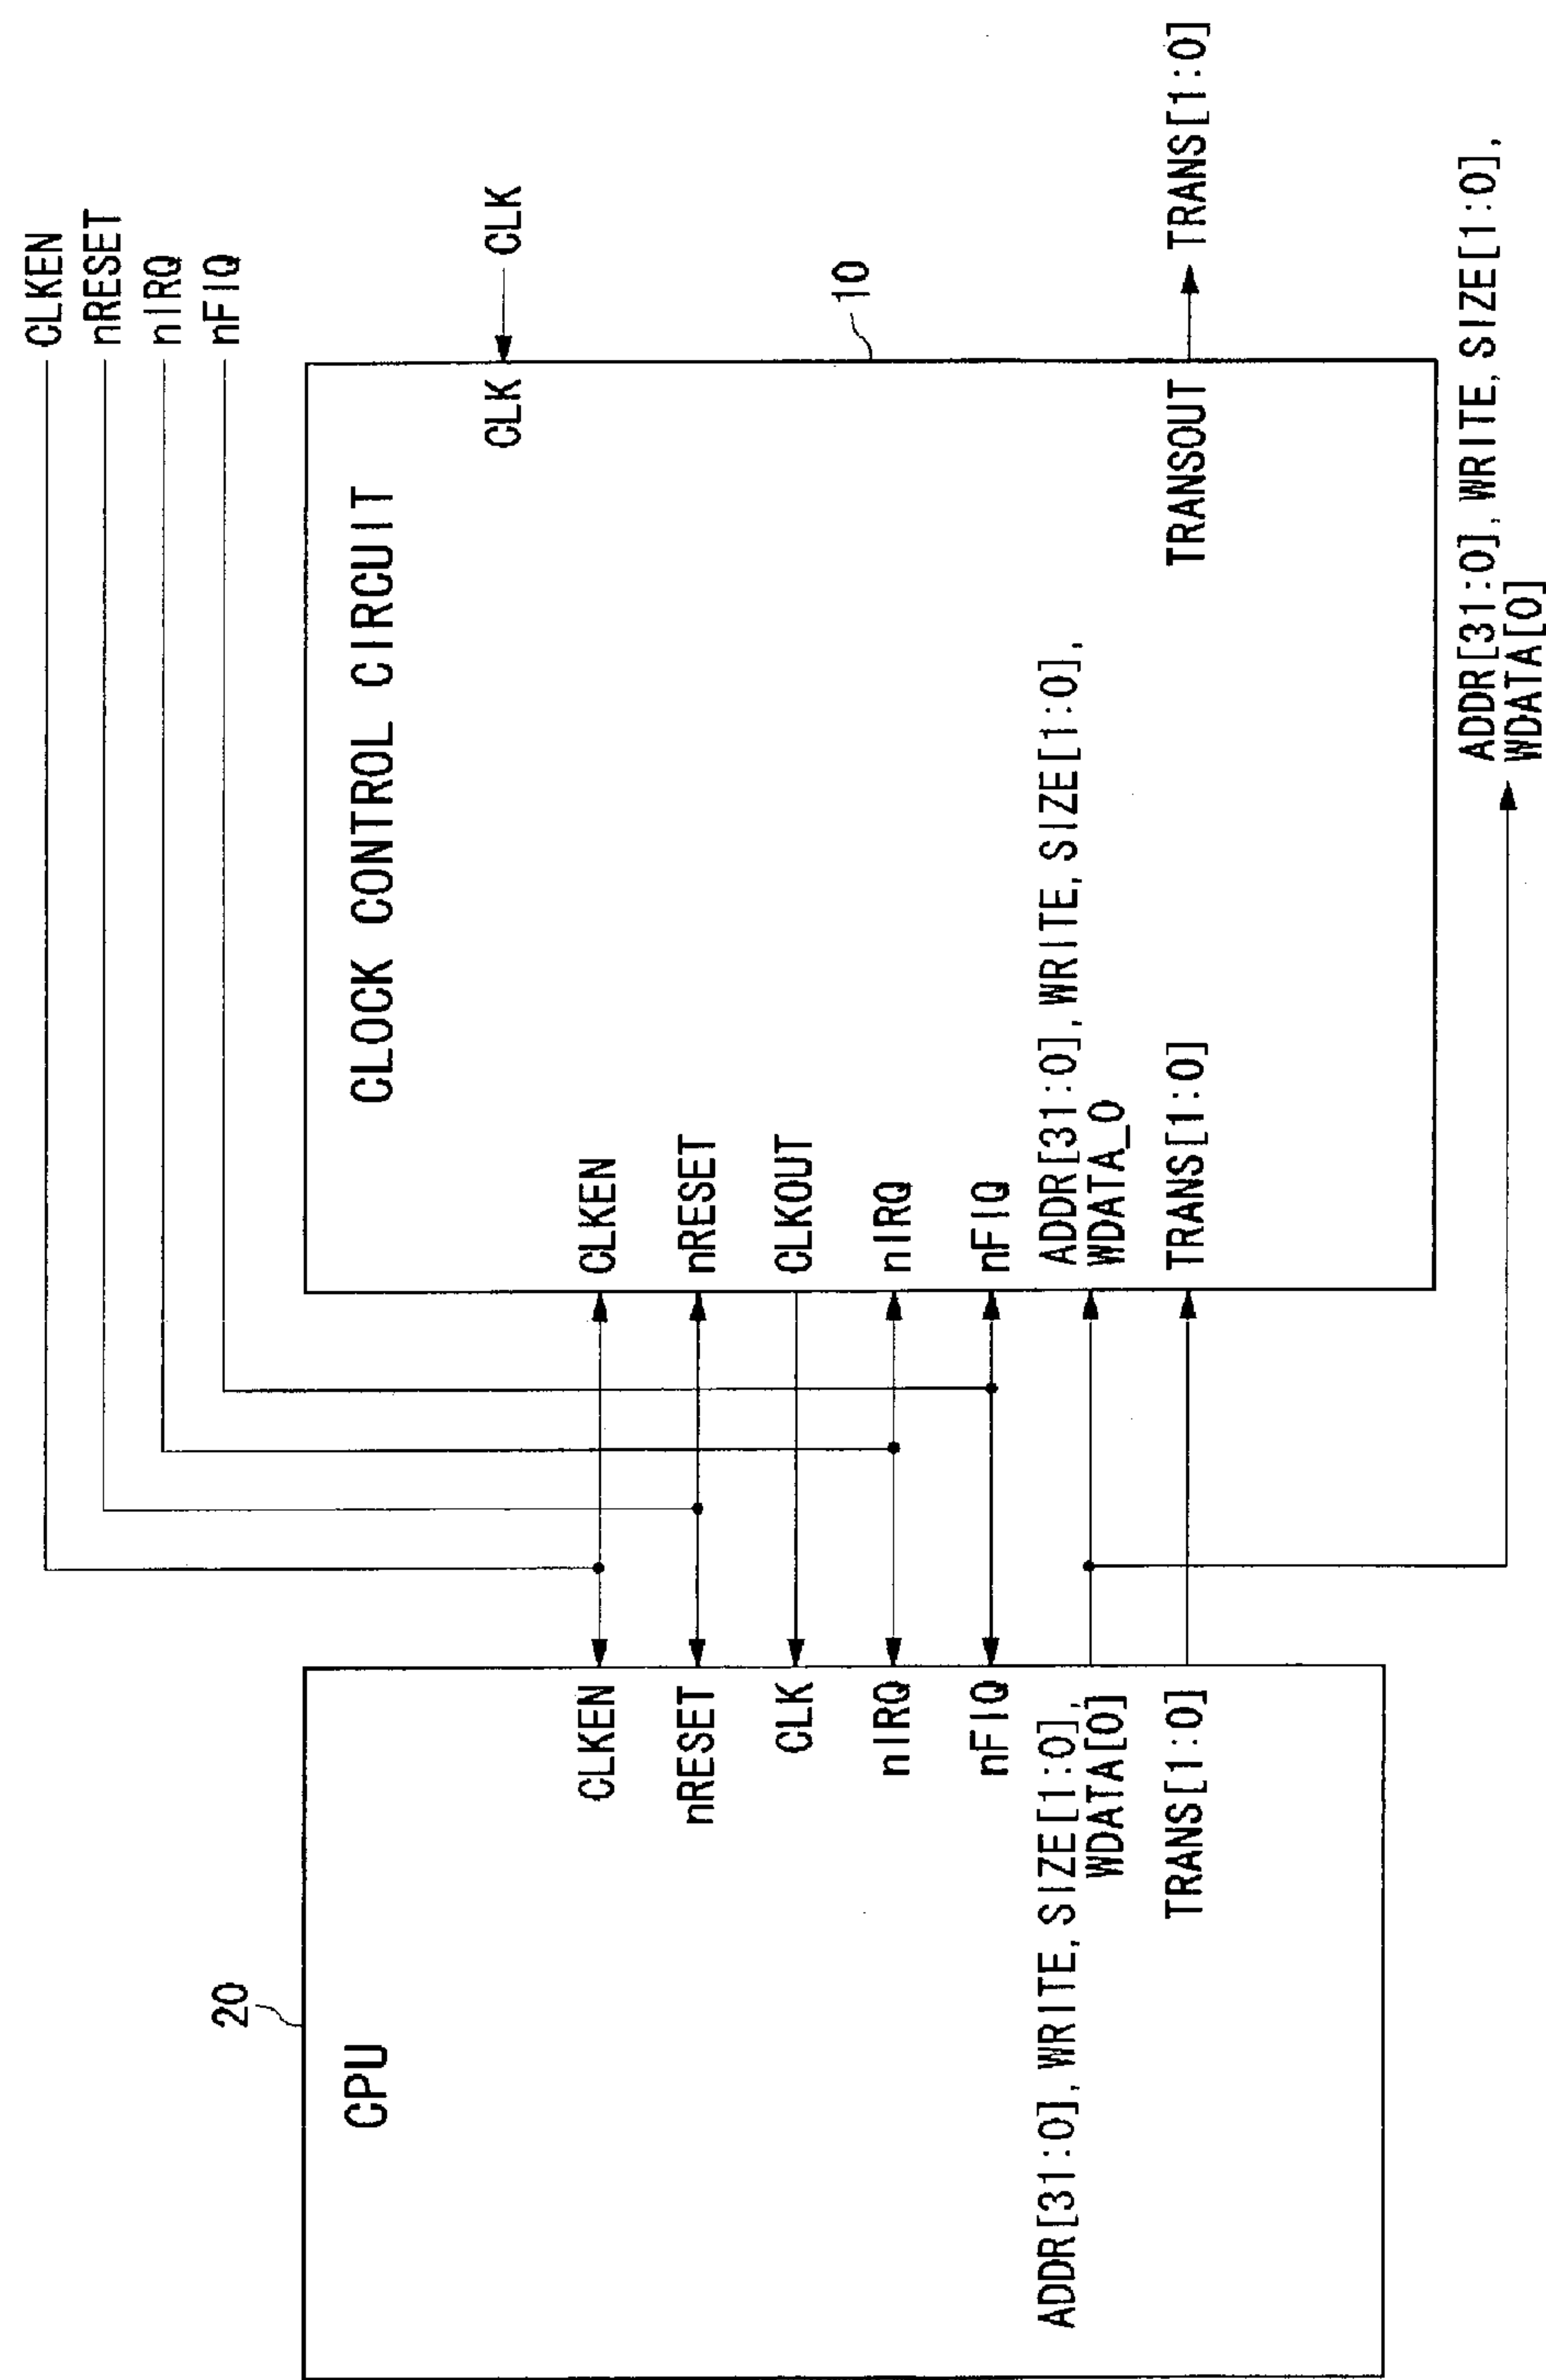 CLKEN
nRESET
nIRQ
nFIQ
20
CPU
CLKEN
nRESET
CLK
nIRQ
nFIQ
ADDR[31:0], WRITE, SIZE[1:0],
WDATA[0]
TRANS[1:0]
CLOCK CONTROL CIRCUIT
CLKEN
nRESET
CLKOUT
nIRQ
nFIQ
ADDR[31:0], WRITE, SIZE[1:0],
WDATA_0
TRANS[1:0]
CLK
TRANSOUT
10
CLK
TRANS[1:0]
ADDR[31:0], WRITE, SIZE[1:0],
WDATA[0]